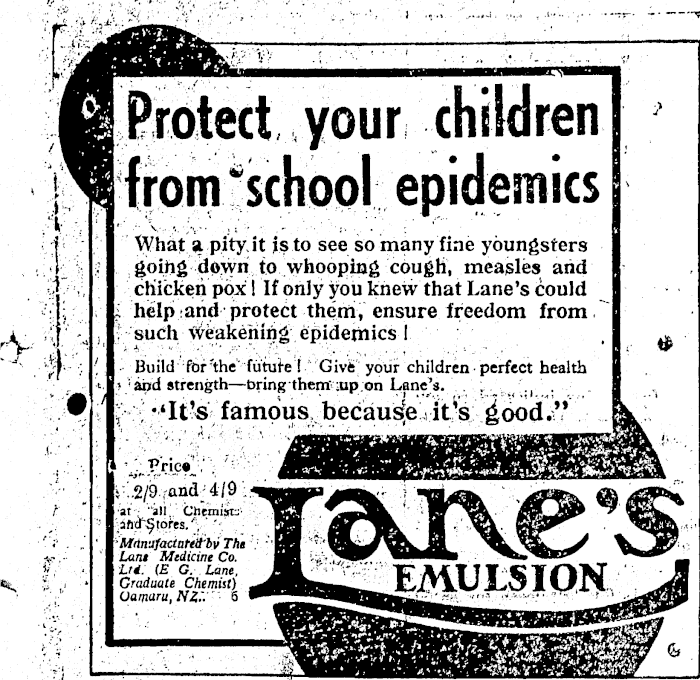 Protect your children
from school epidemics
What a pity it is to see so many fine youngsters
going down to whooping cough, measles and
chicken pox! If only you knew that Lane's could
help and protect them, ensure freedom from
such weakening epidemics!
Build for the future! Give your children perfect health
and strength—bring them up on Lane's.
"It's famous because it's good."
Price
2/9 and 4/9
at all Chemists
and Stores.
Manufactured by The
Lane Medicine Co.
Ltd. (E G. Lane,
Graduate Chemist)
Oamaru, NZ.. 6
Lane's
EMULSION